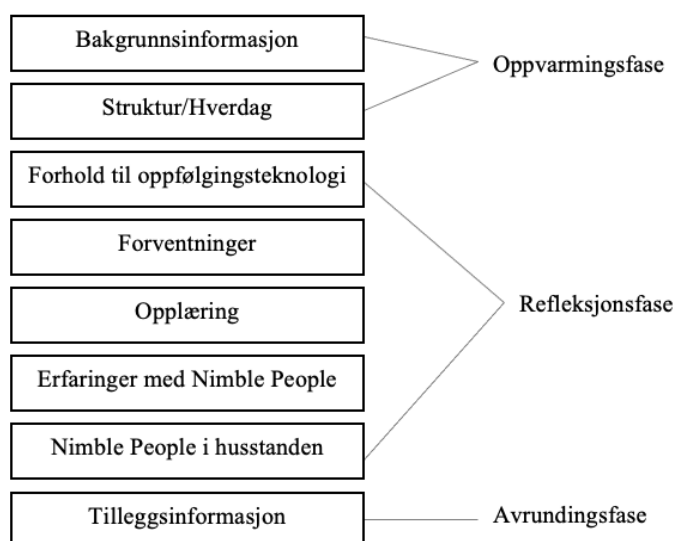 Bakgrunnsinformasjon
Oppvarmingsfase
Struktur/Hverdag
Forhold til oppfølgingsteknologi
Forventninger
Opplæring
Refleksjonsfase
Erfaringer med Nimble People
Nimble People i husstanden
Tilleggsinformasjon
Avrundingsfase